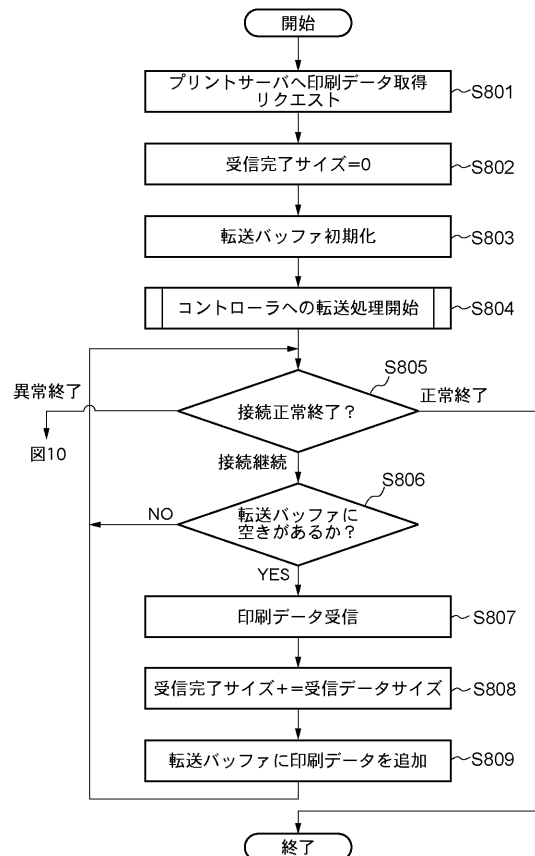 開始
プリントサーバへ印刷データ取得
リクエスト
S801
受信完了サイズ=0
S802
転送バッファ初期化
S803
コントローラへの転送処理開始
S804
S805
異常終了
接続正常終了？
正常終了
図10
接続継続
S806
NO
転送バッファに
空きがあるか？
YES
印刷データ受信
S807
受信完了サイズ+=受信データサイズ
S808
転送バッファに印刷データを追加
S809
終了